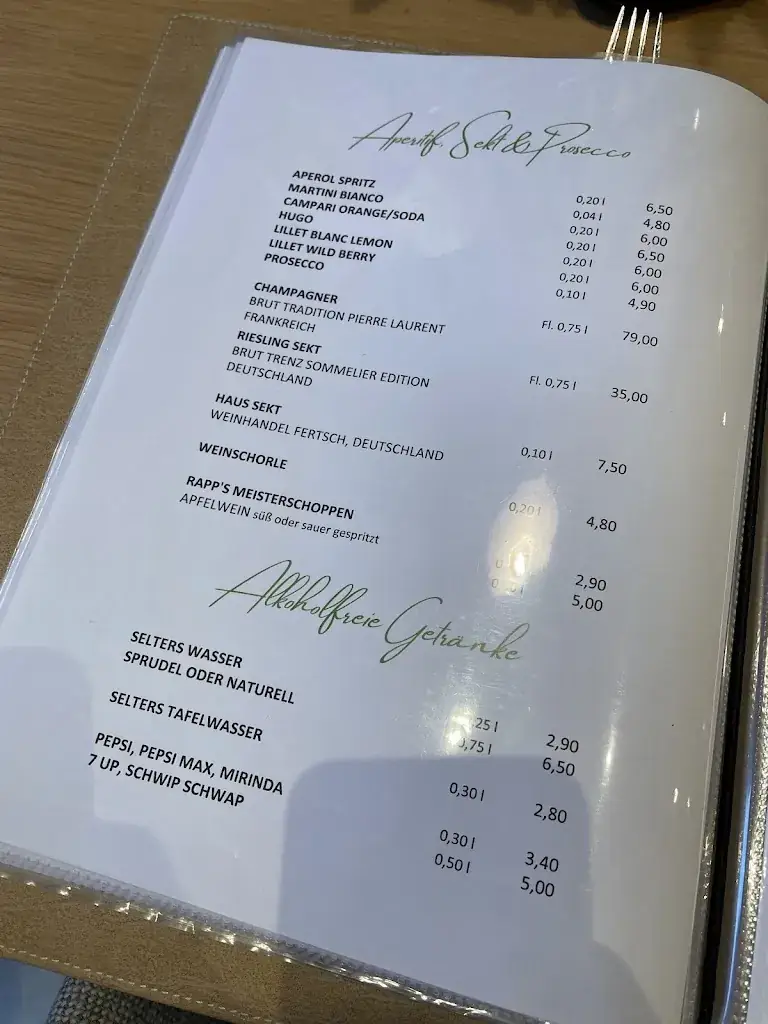 Aperitif, Sekt & Prosecco
APEROL SPRITZ 0,20 l 6,50
MARTINI BIANCO 0,04 l 4,80
CAMPARI ORANGE/SODA 0,20 l 6,00
HUGO 0,20 l 6,50
LILLET BLANC LEMON 0,20 l 6,00
LILLET WILD BERRY 0,20 l 6,00
PROSECCO 0,10 l 4,90
CHAMPAGNER
BRUT TRADITION PIERRE LAURENT Fl. 0,75 l 79,00
FRANKREICH
RIESLING SEKT
BRUT TRENZ SOMMELIER EDITION Fl. 0,75 l 35,00
DEUTSCHLAND
HAUS SEKT
WEINHANDEL FERTSCH, DEUTSCHLAND 0,10 l 7,50
WEINSCHORLE 0,20 l 4,80
RAPP'S MEISTERSCHOPPEN
APFELWEIN süß oder sauer gespritzt 2,90
5,00
Alkoholfreie Getränke
SELTERS WASSER
SPRUDEL ODER NATURELL 2,90
0,75 l 6,50
SELTERS TAFELWASSER 0,30 l 2,80
PEPSI, PEPSI MAX, MIRINDA 0,30 l 3,40
7 UP, SCHWIP SCHWAP 0,50 l 5,00